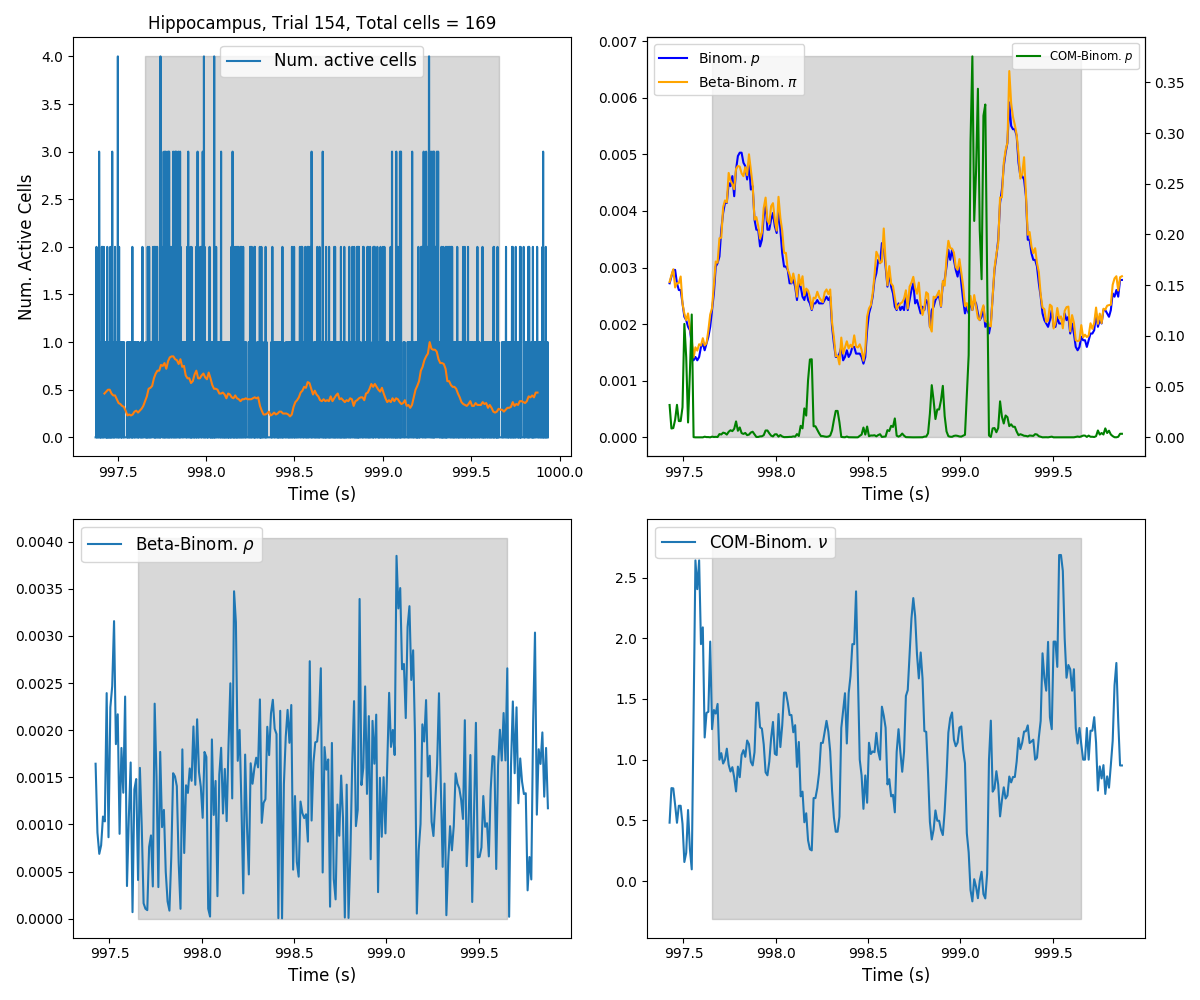 Hippocampus, Trial 154, Total cells = 169
Num. active cells
Num. Active Cells
4.0
3.5
3.0
2.5
2.0
1.5
1.0
0.5
0.0
997.5 998.0 998.5 999.0 999.5 1000.0
Time (s)
Binom. p
Beta-Binom. π
COM-Binom. p
0.007
0.006
0.005
0.004
0.003
0.002
0.001
0.000
0.35
0.30
0.25
0.20
0.15
0.10
0.05
0.00
997.5 998.0 998.5 999.0 999.5
Time (s)
Beta-Binom. ρ
0.0040
0.0035
0.0030
0.0025
0.0020
0.0015
0.0010
0.0005
0.0000
997.5 998.0 998.5 999.0 999.5
Time (s)
COM-Binom. ν
2.5
2.0
1.5
1.0
0.5
0.0
997.5 998.0 998.5 999.0 999.5
Time (s)